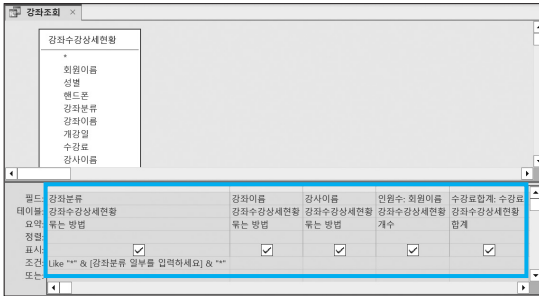 강좌조회 ×
강좌수강상세현황
*
회원이름
성별
핸드폰
강좌분류
강좌이름
개강일
수강료
강사이름
필드: 강좌분류 강좌이름 강사이름 인원수: 회원이름 수강료합계: 수강료
테이블: 강좌수강상세현황 강좌수강상세현황 강좌수강상세현황 강좌수강상세현황 강좌수강상세현황
요약: 묶는 방법 묶는 방법 묶는 방법 개수 합계
정렬:
표시:
조건: Like "*" & [강좌분류 일부를 입력하세요] & "*"
또는: